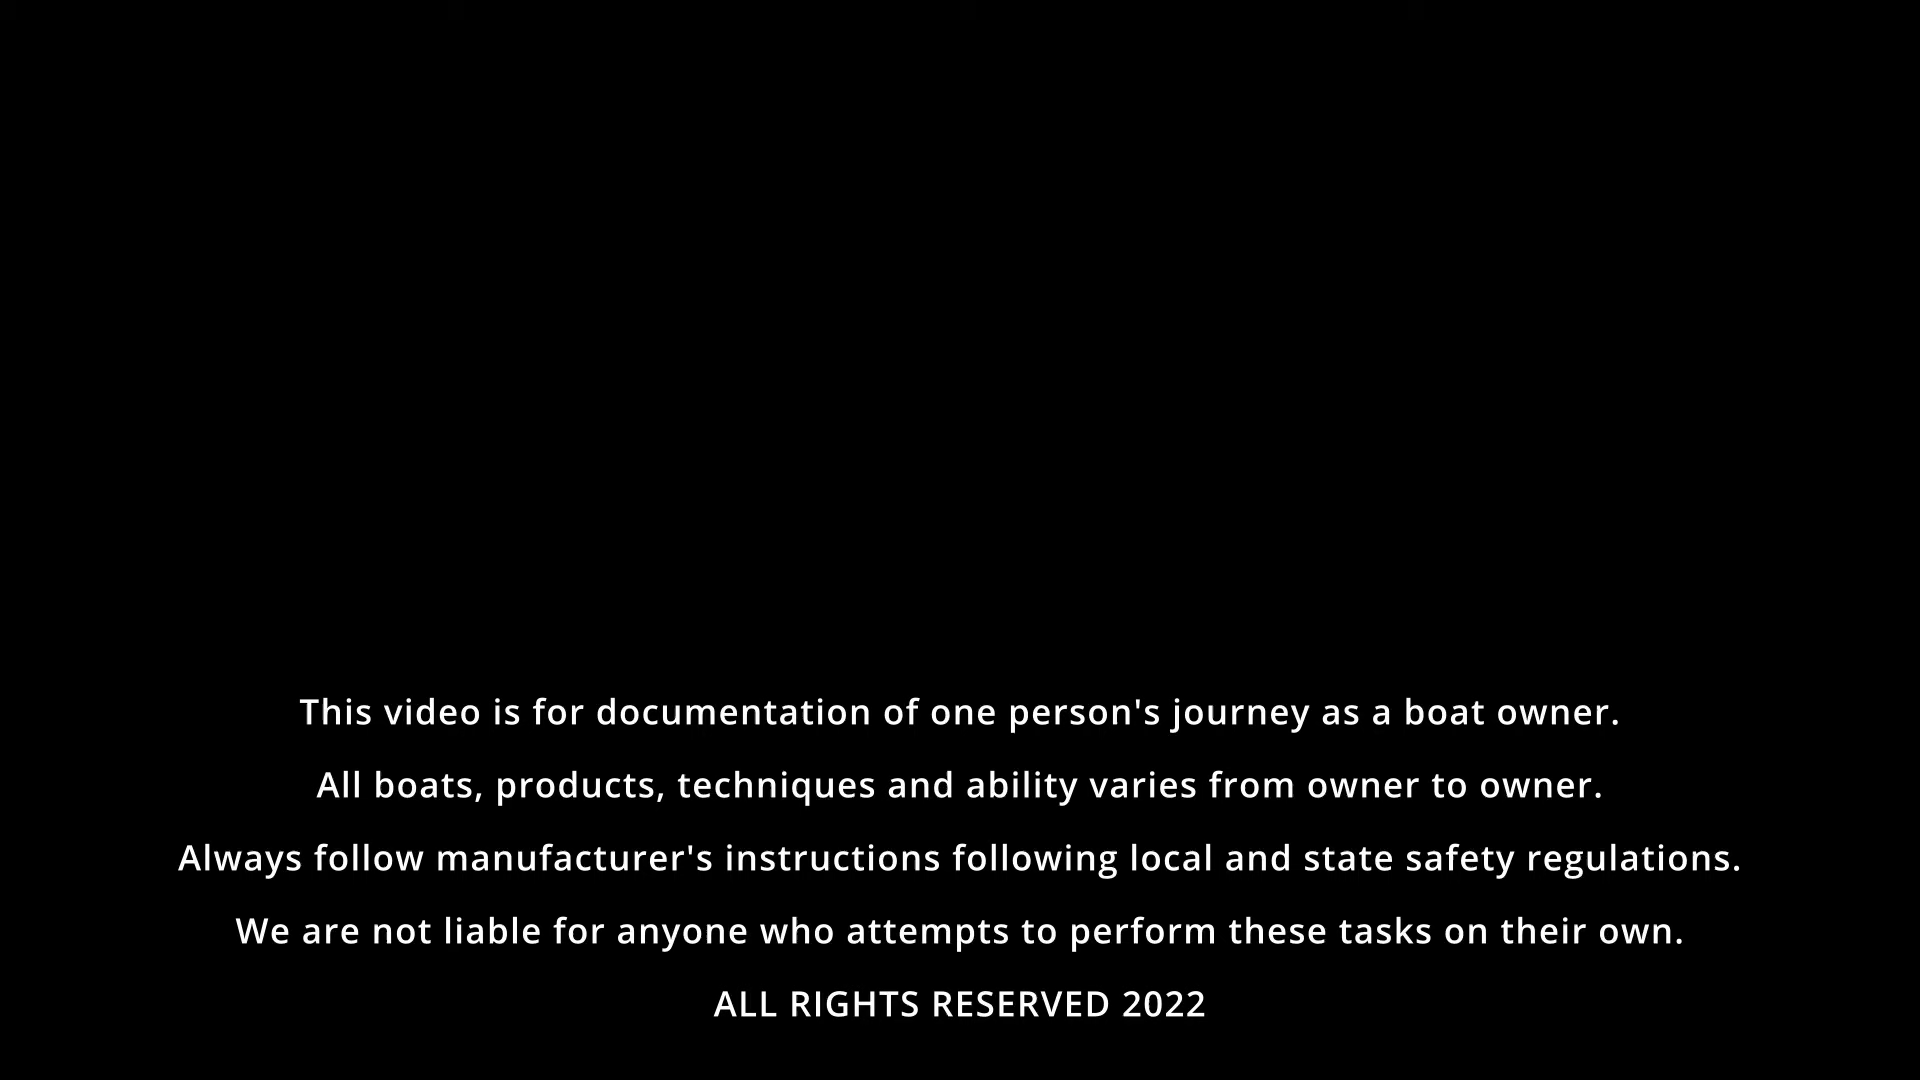 This video is for documentation of one person's journey as a boat owner.
All boats, products, techniques and ability varies from owner to owner.
Always follow manufacturer's instructions following local and state safety regulations.
We are not liable for anyone who attempts to perform these tasks on their own.
ALL RIGHTS RESERVED 2022